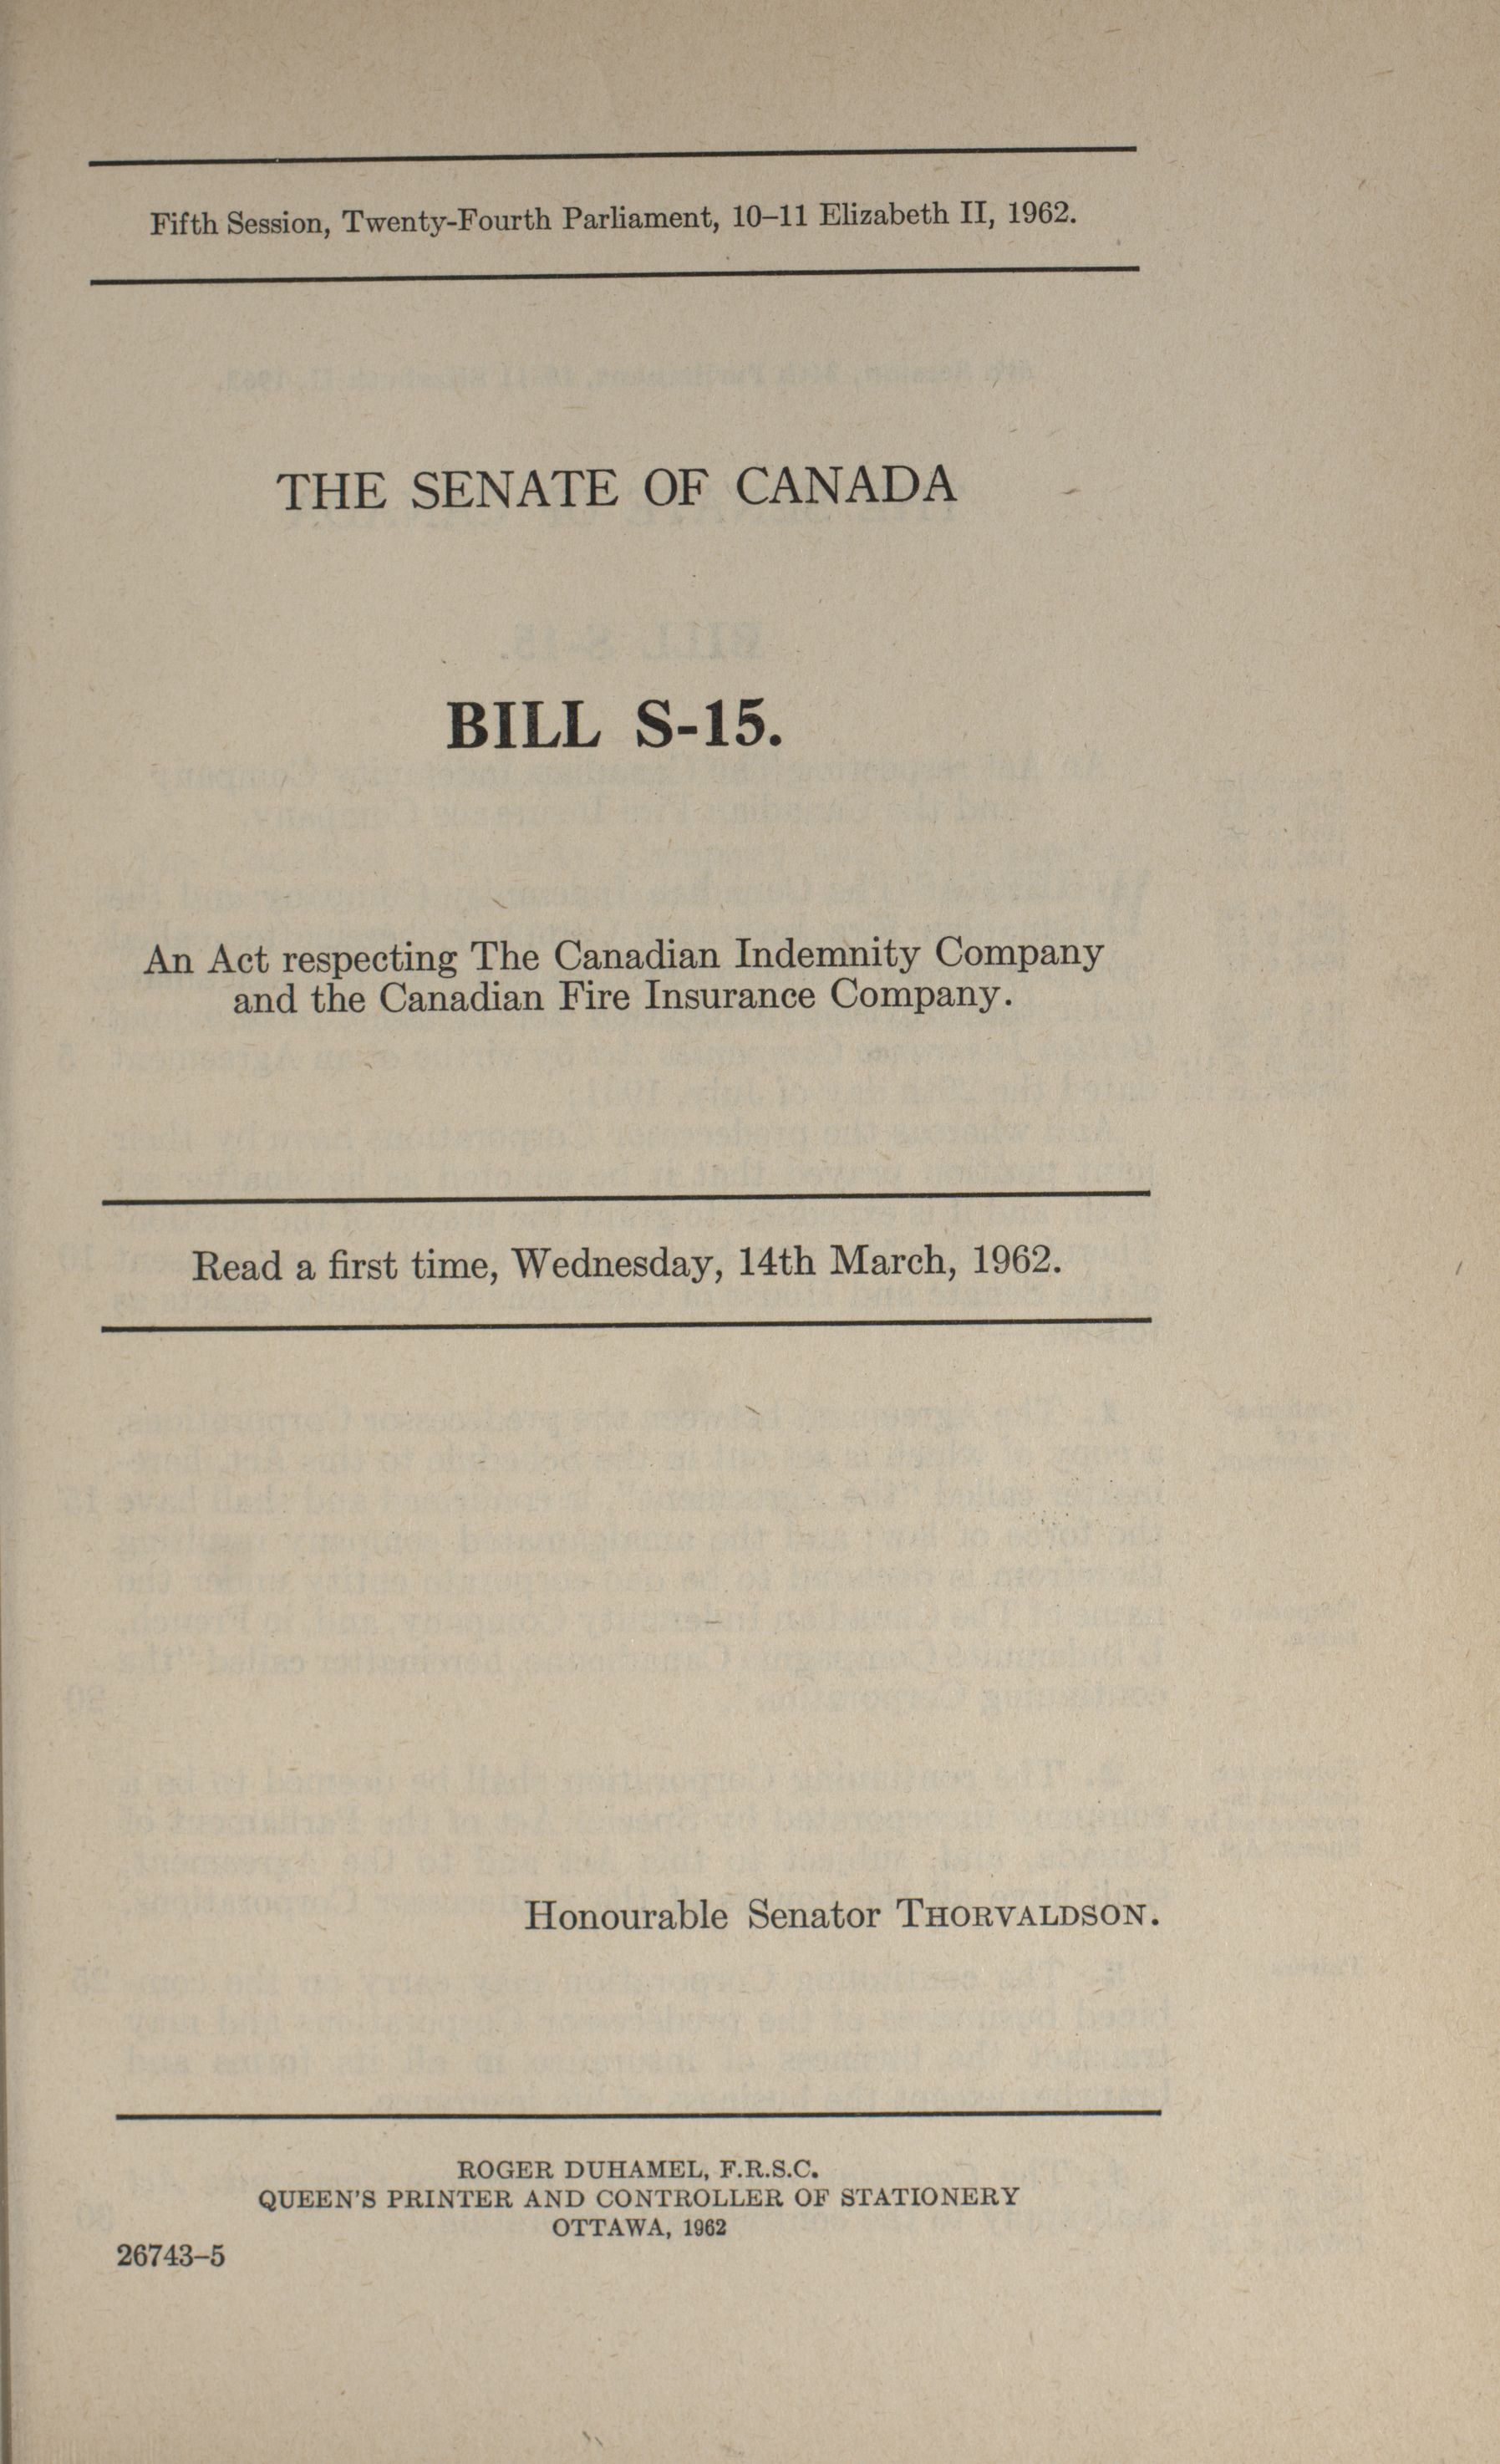 Fifth Session, Twenty-Fourth Parliament, 10–11 Elizabeth II, 1962.
THE SENATE OF CANADA
BILL S-15.
An Act respecting The Canadian Indemnity Company
and the Canadian Fire Insurance Company.
Read a first time, Wednesday, 14th March, 1962.
Honourable Senator THORVALDSON.
ROGER DUHAMEL, F.R.S.C.
QUEEN'S PRINTER AND CONTROLLER OF STATIONERY
OTTAWA, 1962
26743–5